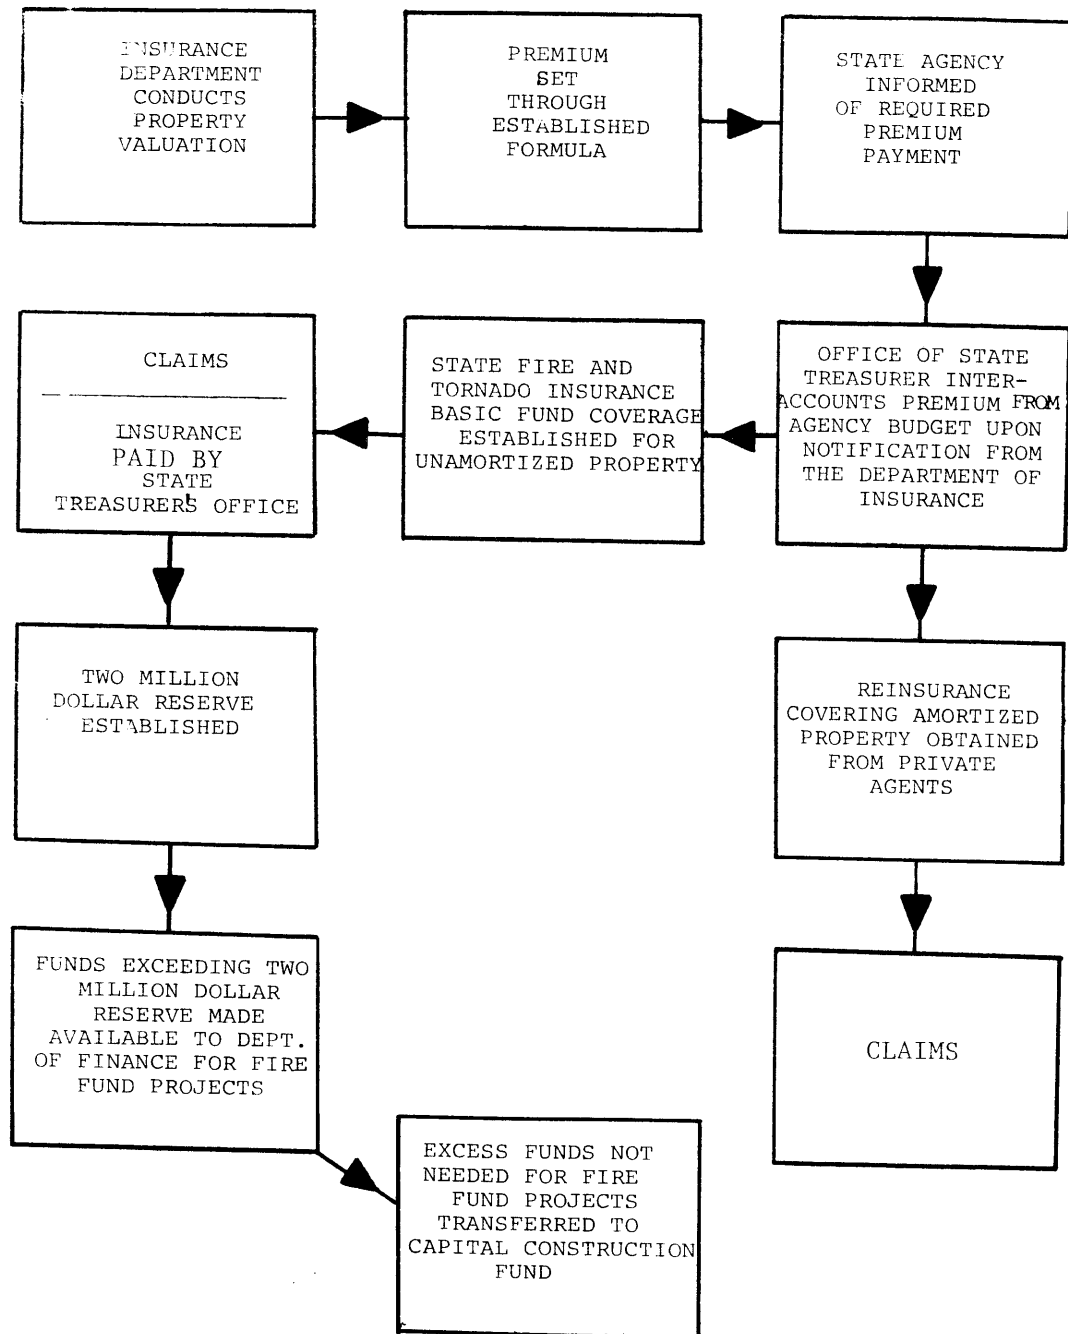 INSURANCE
DEPARTMENT
CONDUCTS
PROPERTY
VALUATION
PREMIUM
SET
THROUGH
ESTABLISHED
FORMULA
STATE AGENCY
INFORMED
OF REQUIRED
PREMIUM
PAYMENT
OFFICE OF STATE
TREASURER INTER-
ACCOUNTS PREMIUM FROM
AGENCY BUDGET UPON
NOTIFICATION FROM
THE DEPARTMENT OF
INSURANCE
STATE FIRE AND
TORNADO INSURANCE
BASIC FUND COVERAGE
ESTABLISHED FOR
UNAMORTIZED PROPERTY
CLAIMS
INSURANCE
PAID BY
STATE
TREASURER'S OFFICE
TWO MILLION
DOLLAR RESERVE
ESTABLISHED
FUNDS EXCEEDING TWO
MILLION DOLLAR
RESERVE MADE
AVAILABLE TO DEPT.
OF FINANCE FOR FIRE
FUND PROJECTS
EXCESS FUNDS NOT
NEEDED FOR FIRE
FUND PROJECTS
TRANSFERRED TO
CAPITAL CONSTRUCTION
FUND
REINSURANCE
COVERING AMORTIZED
PROPERTY OBTAINED
FROM PRIVATE
AGENTS
CLAIMS